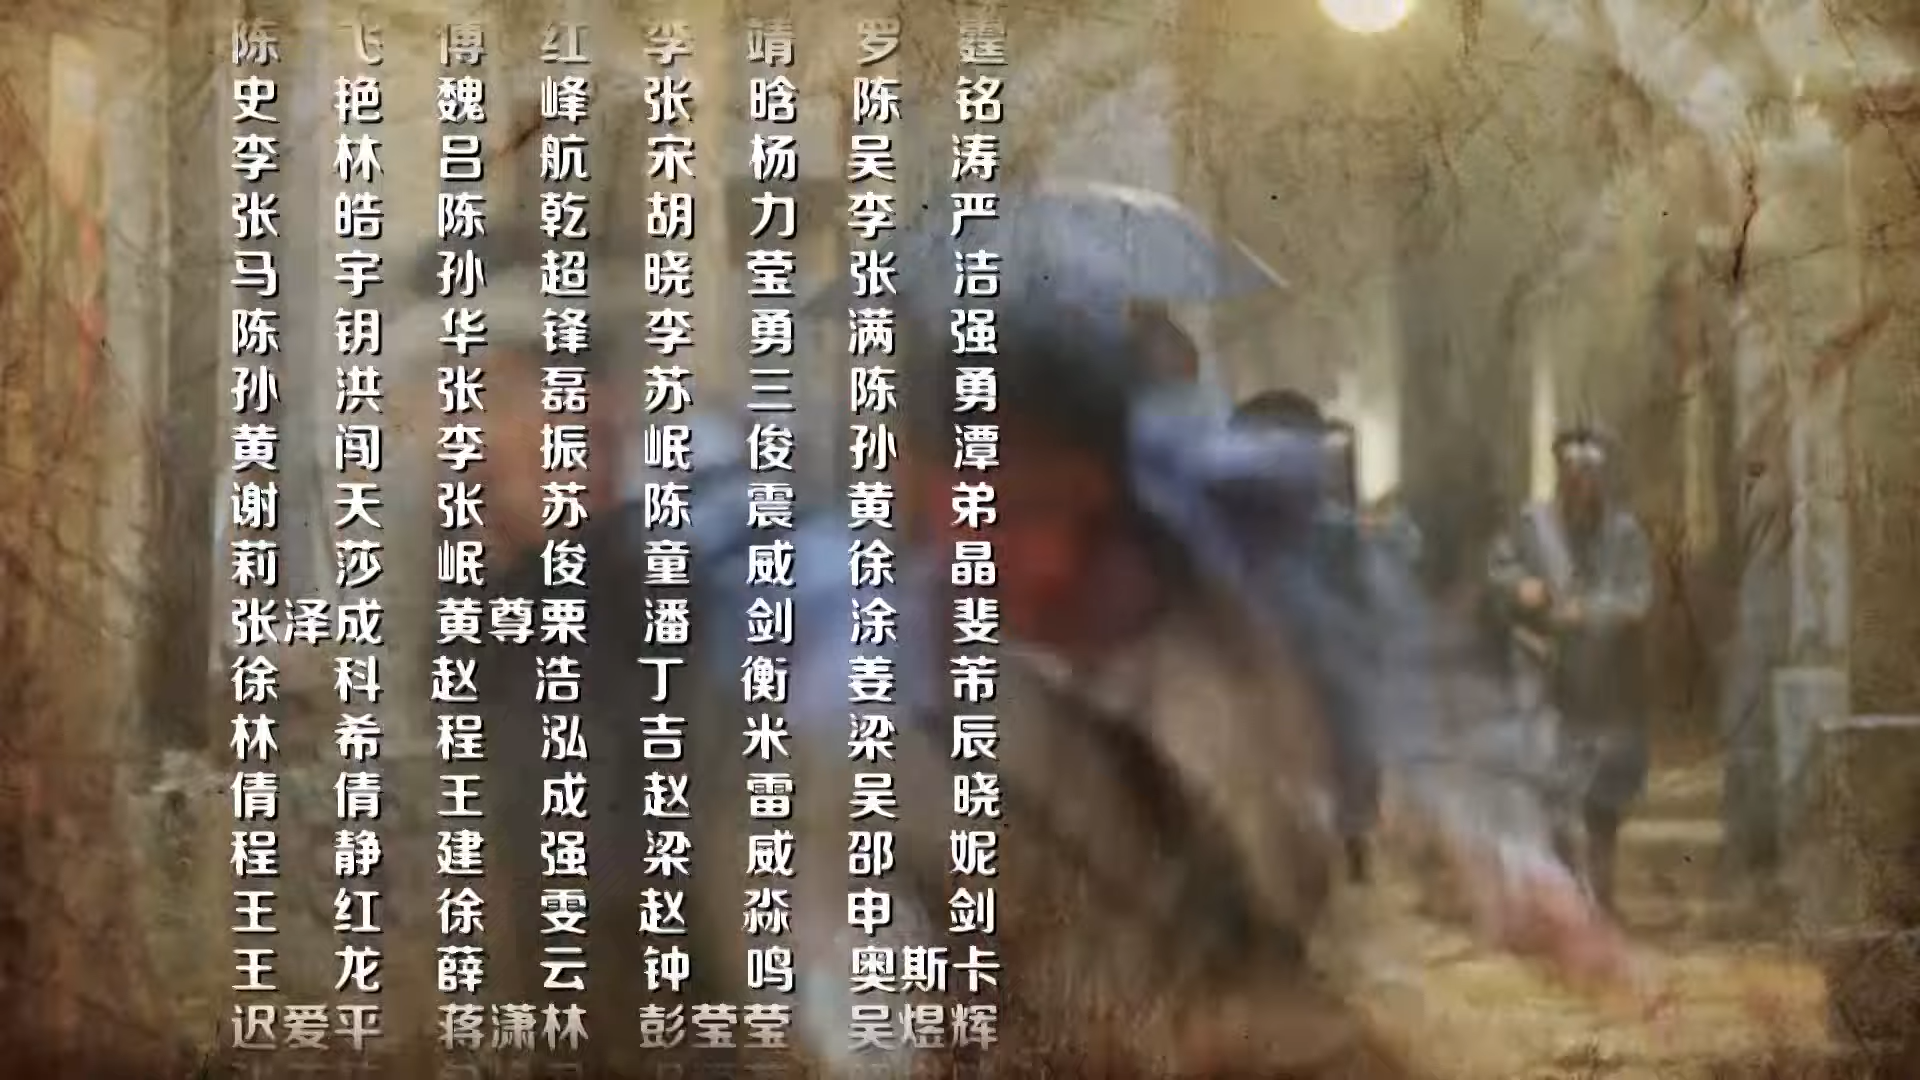 陈飞 傅红 李靖 罗霆
史艳 魏峰 张晗 陈铭
李林 吕航 宋杨 吴涛
张皓 陈乾 胡力 李严
马宇 孙超 晓莹 张洁
陈钥 华锋 李勇 满强
孙洪 张磊 苏三 陈勇
黄闯 李振 岷俊 孙潭
谢天 张苏 陈震 黄弟
莉莎 岷俊 童威 徐晶
张泽成 黄尊栗 潘剑 涂斐
徐科 赵浩 丁衡 姜芾
林希 程泓 吉米 梁辰
倩倩 王成 赵雷 吴晓
程静 建强 梁威 邵妮
王红 徐雯 赵淼 申剑
王龙 薛云 钟鸣 奥斯卡
迟爱平 蒋潇林 彭莹莹 吴煜辉